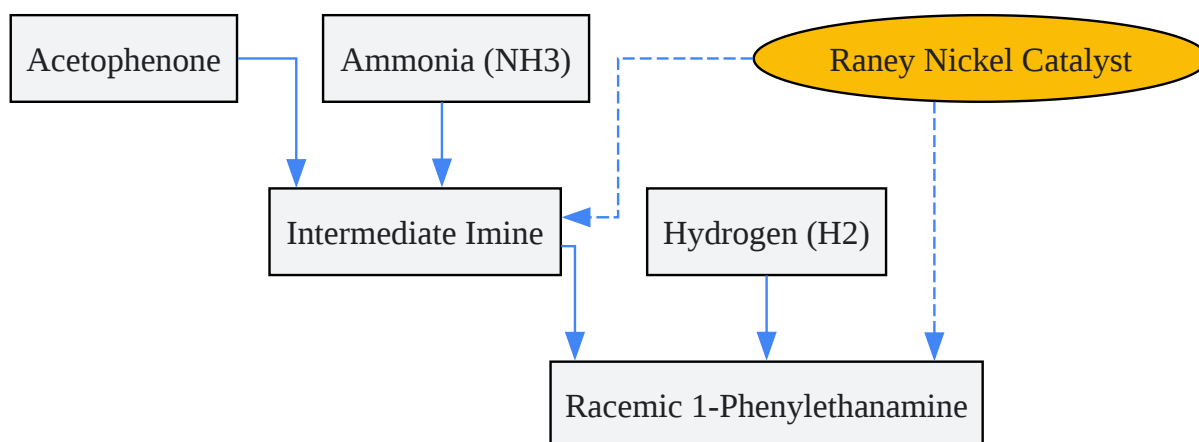 Acetophenone
Ammonia (NH3)
Raney Nickel Catalyst
Intermediate Imine
Hydrogen (H2)
Racemic 1-Phenylethanamine